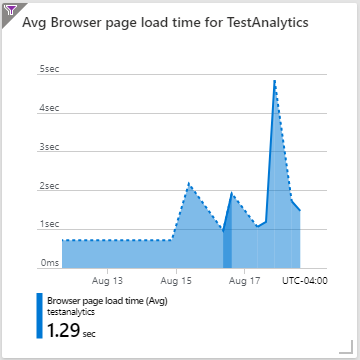 Avg Browser page load time for TestAnalytics
5sec
4sec
3sec
2sec
1sec
0ms
Aug 13 Aug 15 Aug 17 UTC-04:00
Browser page load time (Avg)
testanalytics
1.29 sec